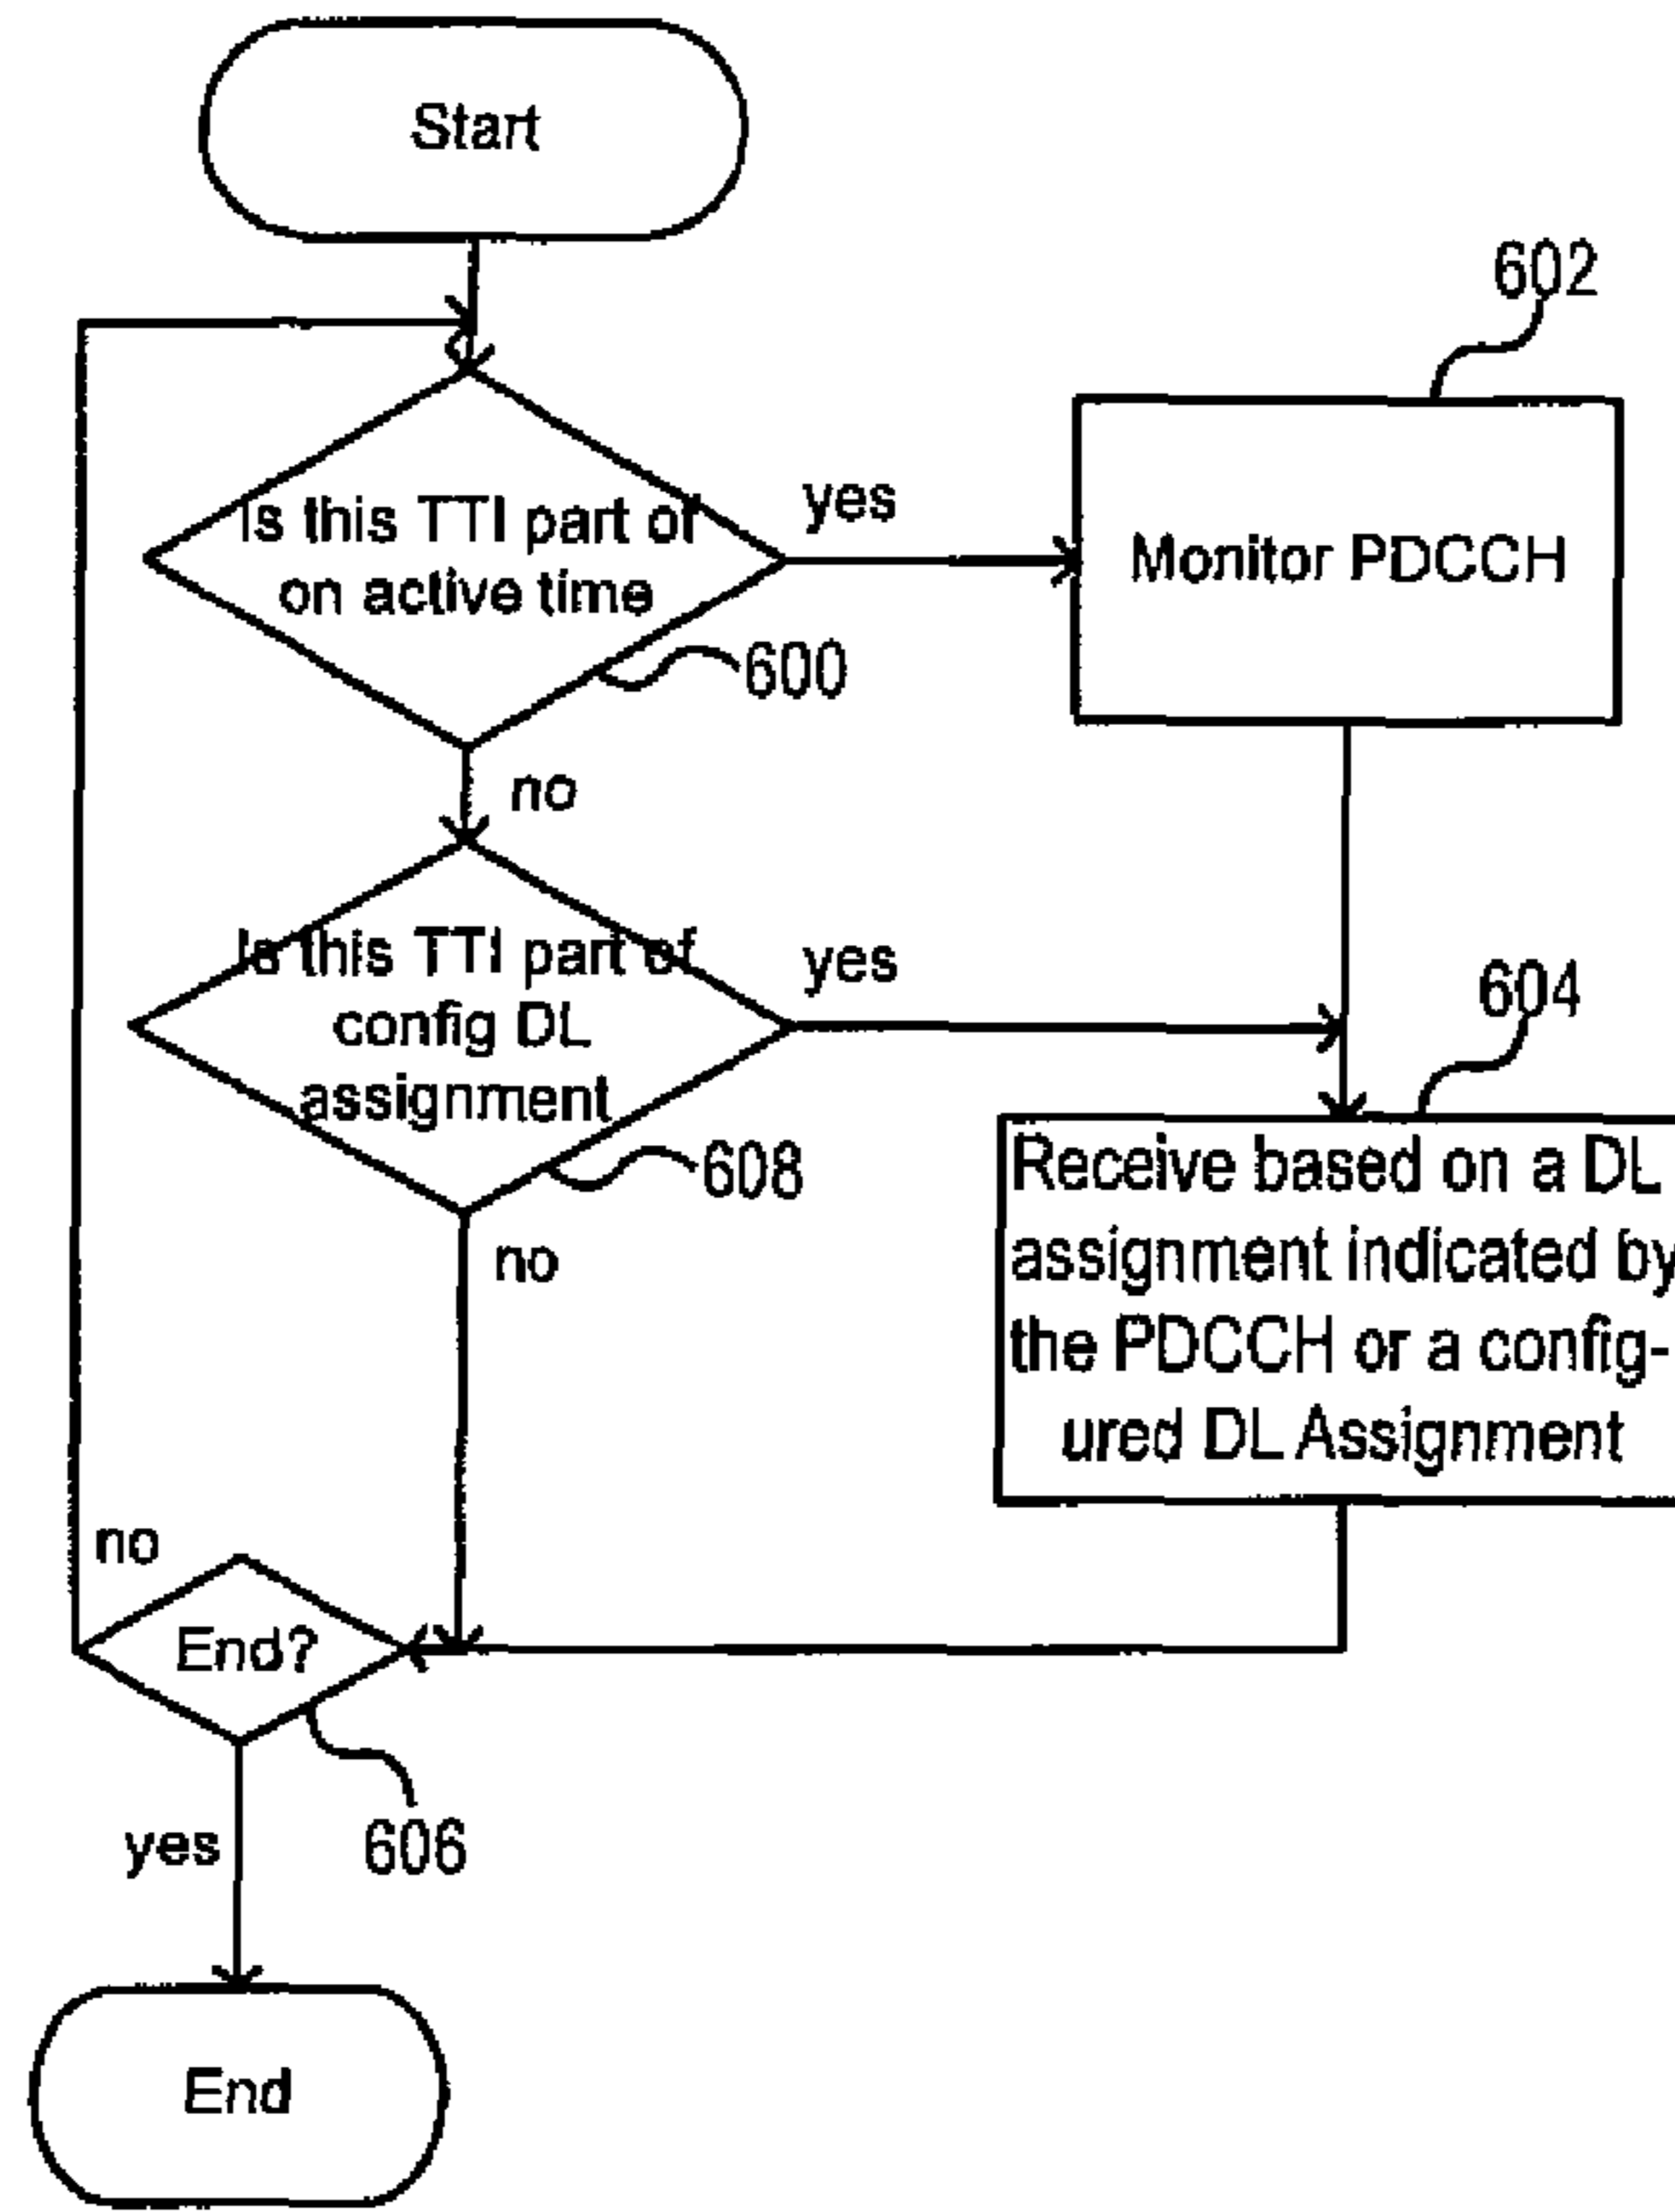 Start
602
Is this TTI part of
on active time
yes
Monitor PDCCH
600
no
Is this TTI part of
config DL
assignment
yes
604
608
no
Receive based on a DL
assignment indicated by
the PDCCH or a config-
ured DL Assignment
no
End?
606
yes
End